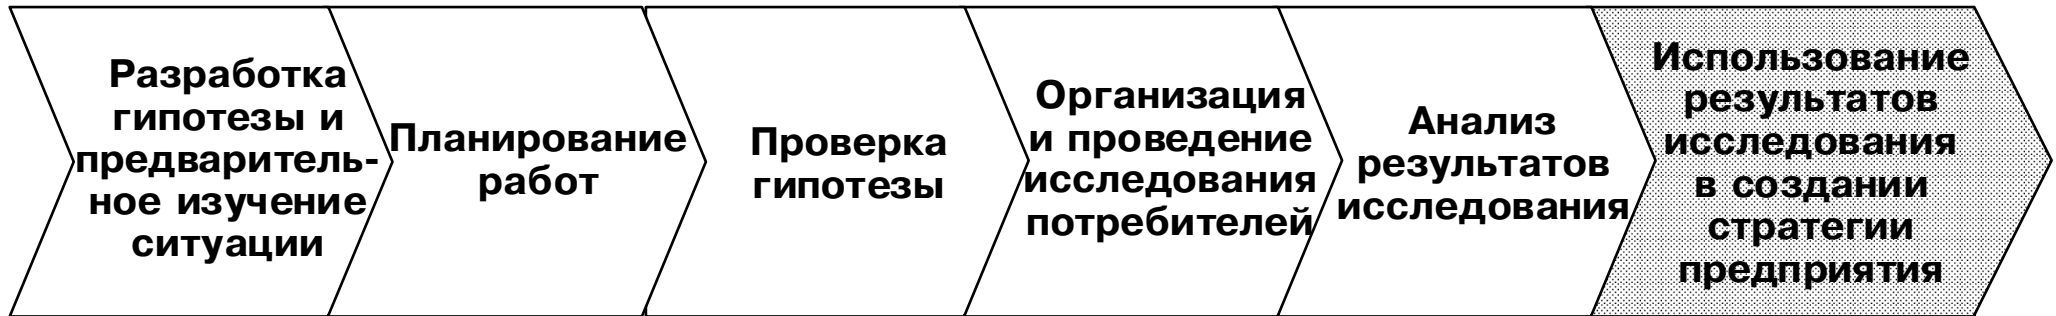 Разработка
гипотезы и
предваритель-
ное изучение
ситуации
Планирование
работ
Проверка
гипотезы
Организация
и проведение
исследования
потребителей
Анализ
результатов
исследования
Использование
результатов
исследования
в создании
стратегии
предприятия